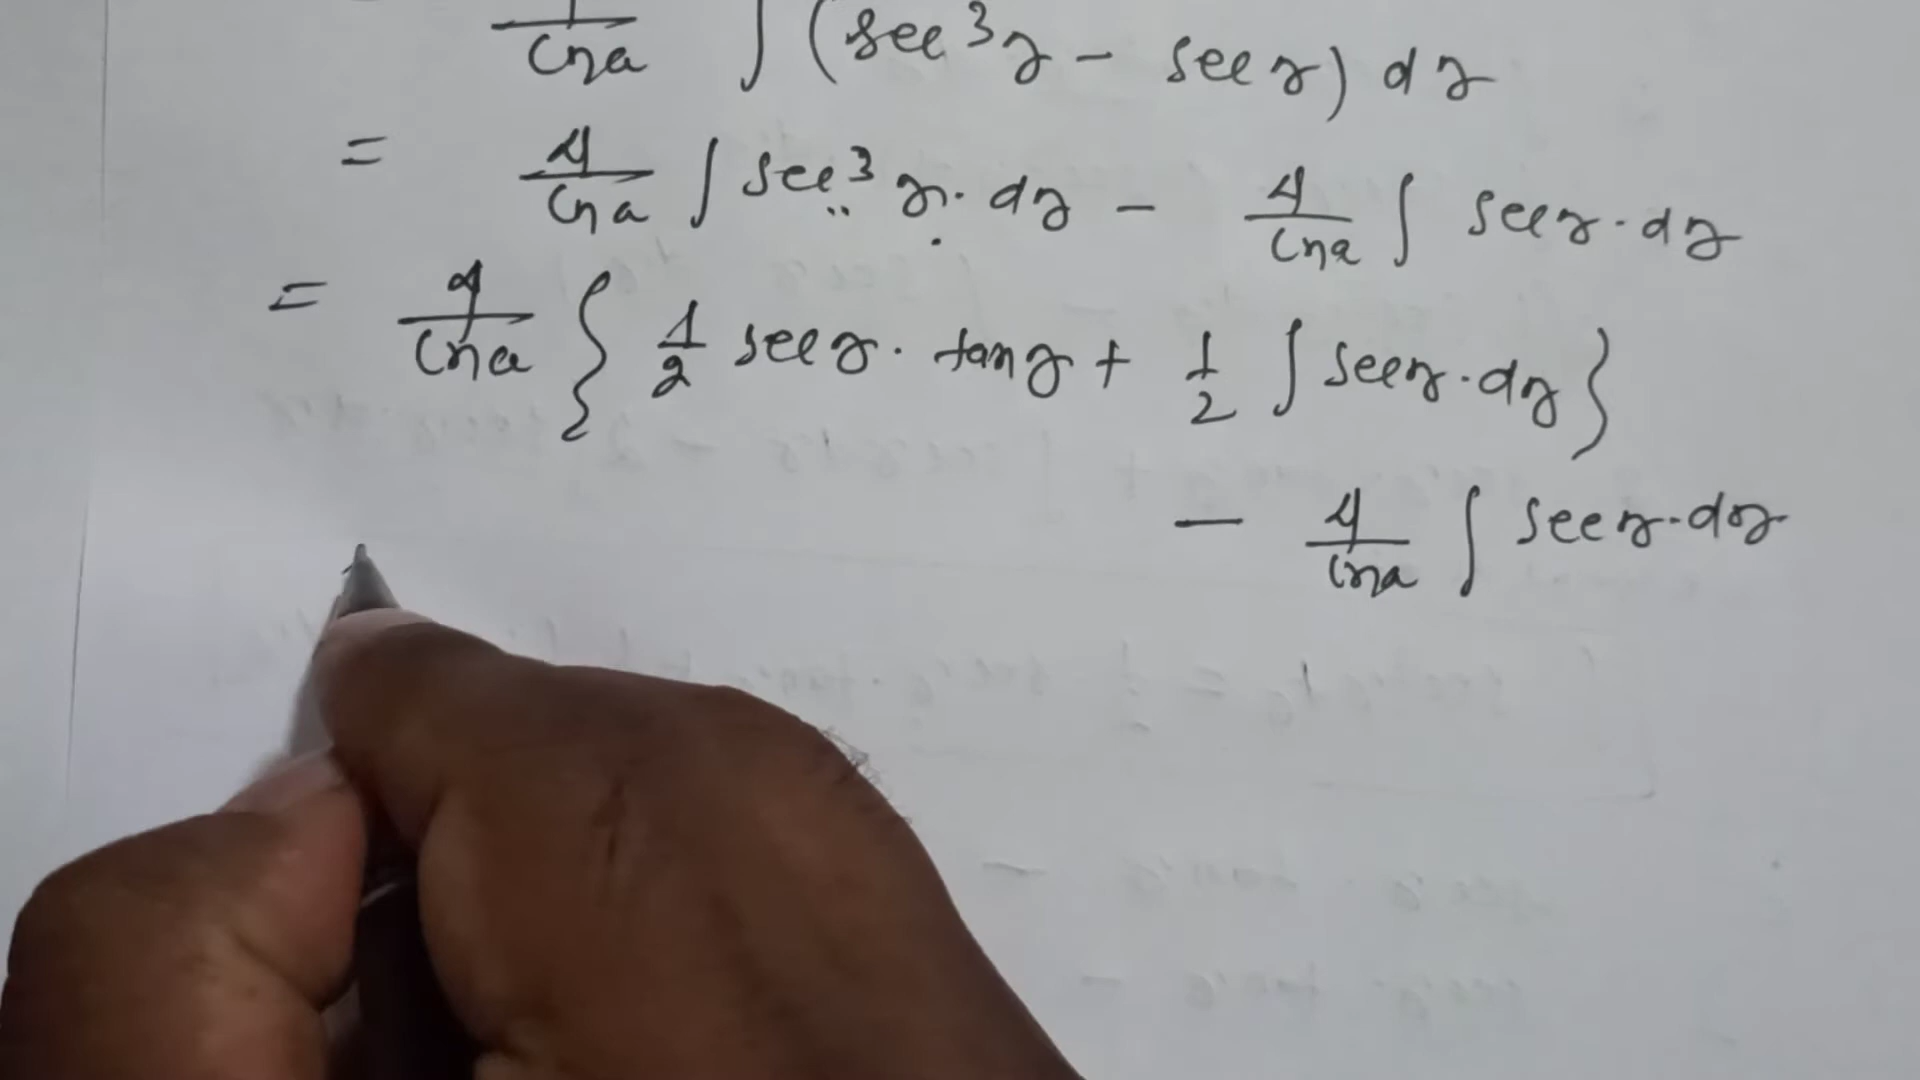 1/lna ∫ (sec³z - sec z) dz
= 1/lna ∫ sec³z. dz - 1/lna ∫ sec z. dz
= 1/lna { 1/2 sec z. tan z + 1/2 ∫ sec z. dz }
- 1/lna ∫ sec z. dz